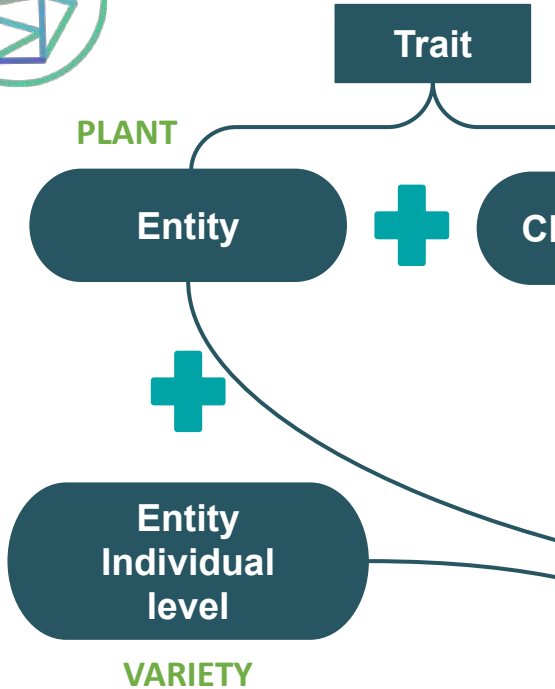 Trait
PLANT
Entity
Entity
Individual
level
VARIETY